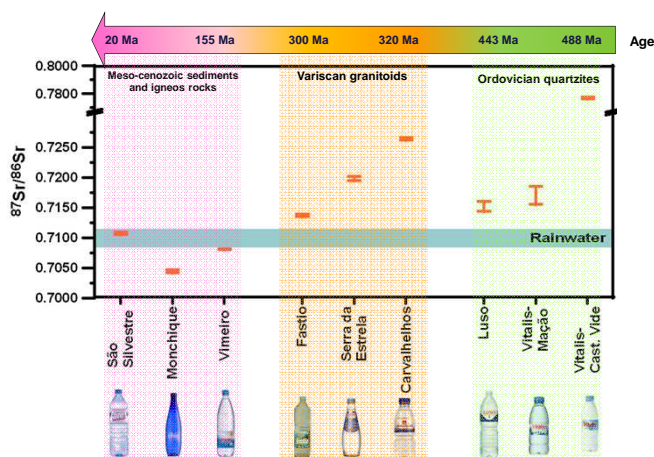 20 Ma 155 Ma 300 Ma 320 Ma 443 Ma 488 Ma Age
Meso-cenozoic sediments
and igneos rocks
Variscan granitoids
Ordovician quartzites
0.8000
0.7800
0.7250
0.7200
0.7150
0.7100
0.7050
0.7000
87Sr/86Sr
Rainwater
São
Silvestre
Monchique
Vimeiro
Fastio
Serra da
Estrela
Carvalhelhos
Luso
Vitalis-
Mação
Vitalis-
Cast. Vide